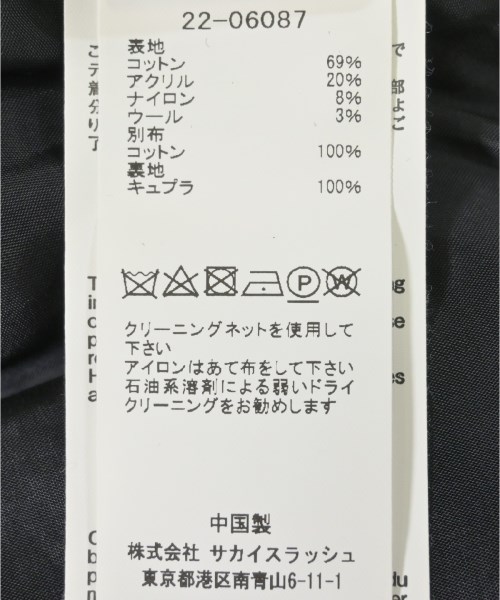 22-06087
表地
コットン 69%
アクリル 20%
ナイロン 8%
ウール 3%
別布
コットン 100%
裏地
キュプラ 100%
P W
クリーニングネットを使用して
下さい
アイロンはあて布をして下さい
石油系溶剤による弱いドライ
クリーニングをお勧めします
中国製
株式会社 サカイスラッシュ
東京都港区南青山6-11-1